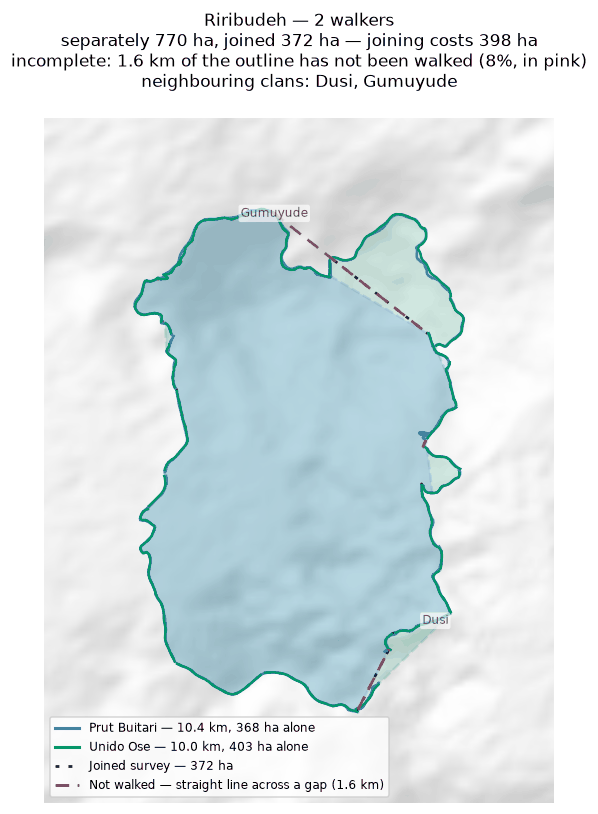 Riribudeh — 2 walkers
separately 770 ha, joined 372 ha — joining costs 398 ha
incomplete: 1.6 km of the outline has not been walked (8%, in pink)
neighbouring clans: Dusi, Gumuyude
Gumuyude
Dusi
Prut Buitari — 10.4 km, 368 ha alone
Unido Ose — 10.0 km, 403 ha alone
Joined survey — 372 ha
Not walked — straight line across a gap (1.6 km)